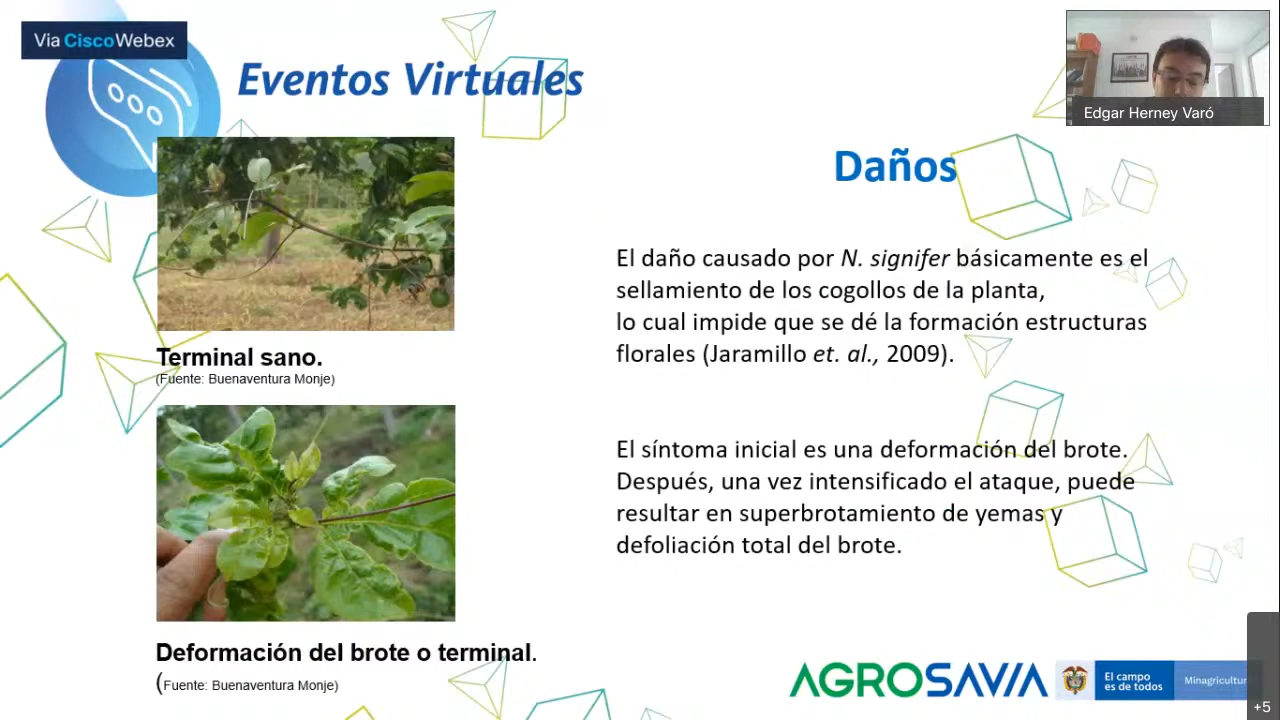 Via Cisco Webex
Eventos Virtuales
Edgar Herney Varó
Daños
Terminal sano.
(Fuente: Buenaventura Monje)
Deformación del brote o terminal.
(Fuente: Buenaventura Monje)
El daño causado por N. signifer básicamente es el
sellamiento de los cogollos de la planta,
lo cual impide que se dé la formación estructuras
florales (Jaramillo et. al., 2009).
El síntoma inicial es una deformación del brote.
Después, una vez intensificado el ataque, puede
resultar en superbrotamiento de yemas y
defoliación total del brote.
AGROSAVIA
El campo
es de todos
Minagricultur
+5